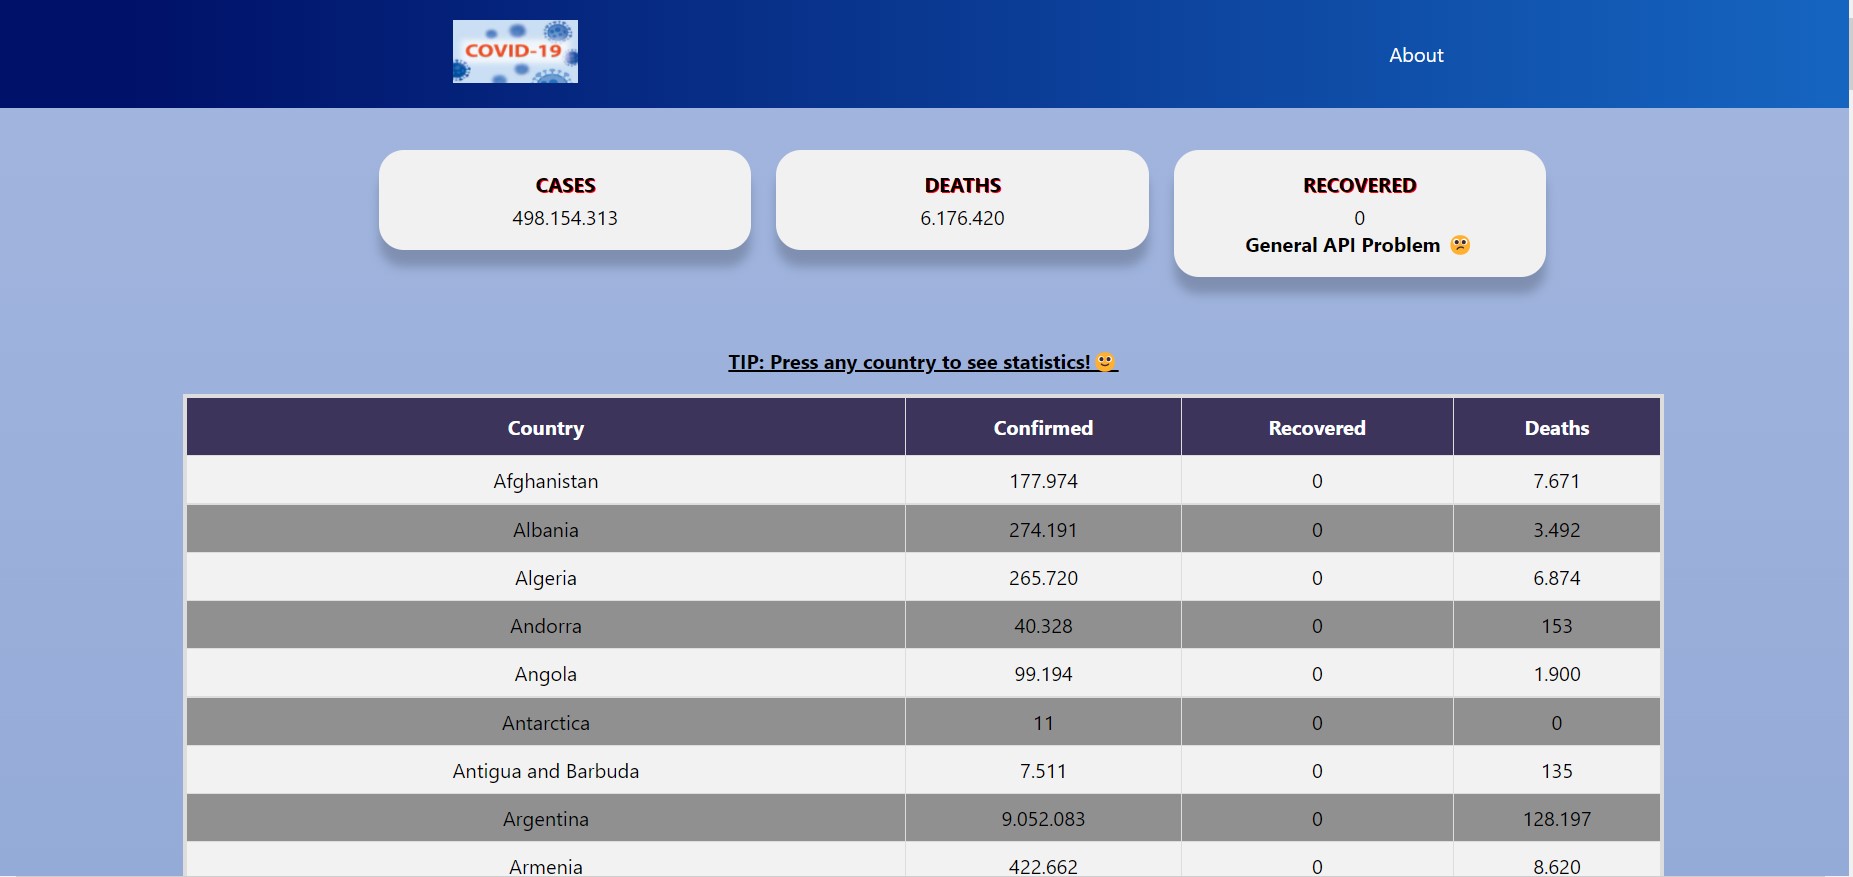 COVID-19
About
CASES
498.154.313
DEATHS
6.176.420
RECOVERED
0
General API Problem 🙁
TIP: Press any country to see statistics!🙂
Country Confirmed Recovered Deaths
Afghanistan 177.974 0 7.671
Albania 274.191 0 3.492
Algeria 265.720 0 6.874
Andorra 40.328 0 153
Angola 99.194 0 1.900
Antarctica 11 0 0
Antigua and Barbuda 7.511 0 135
Argentina 9.052.083 0 128.197
Armenia 422.662 0 8.620